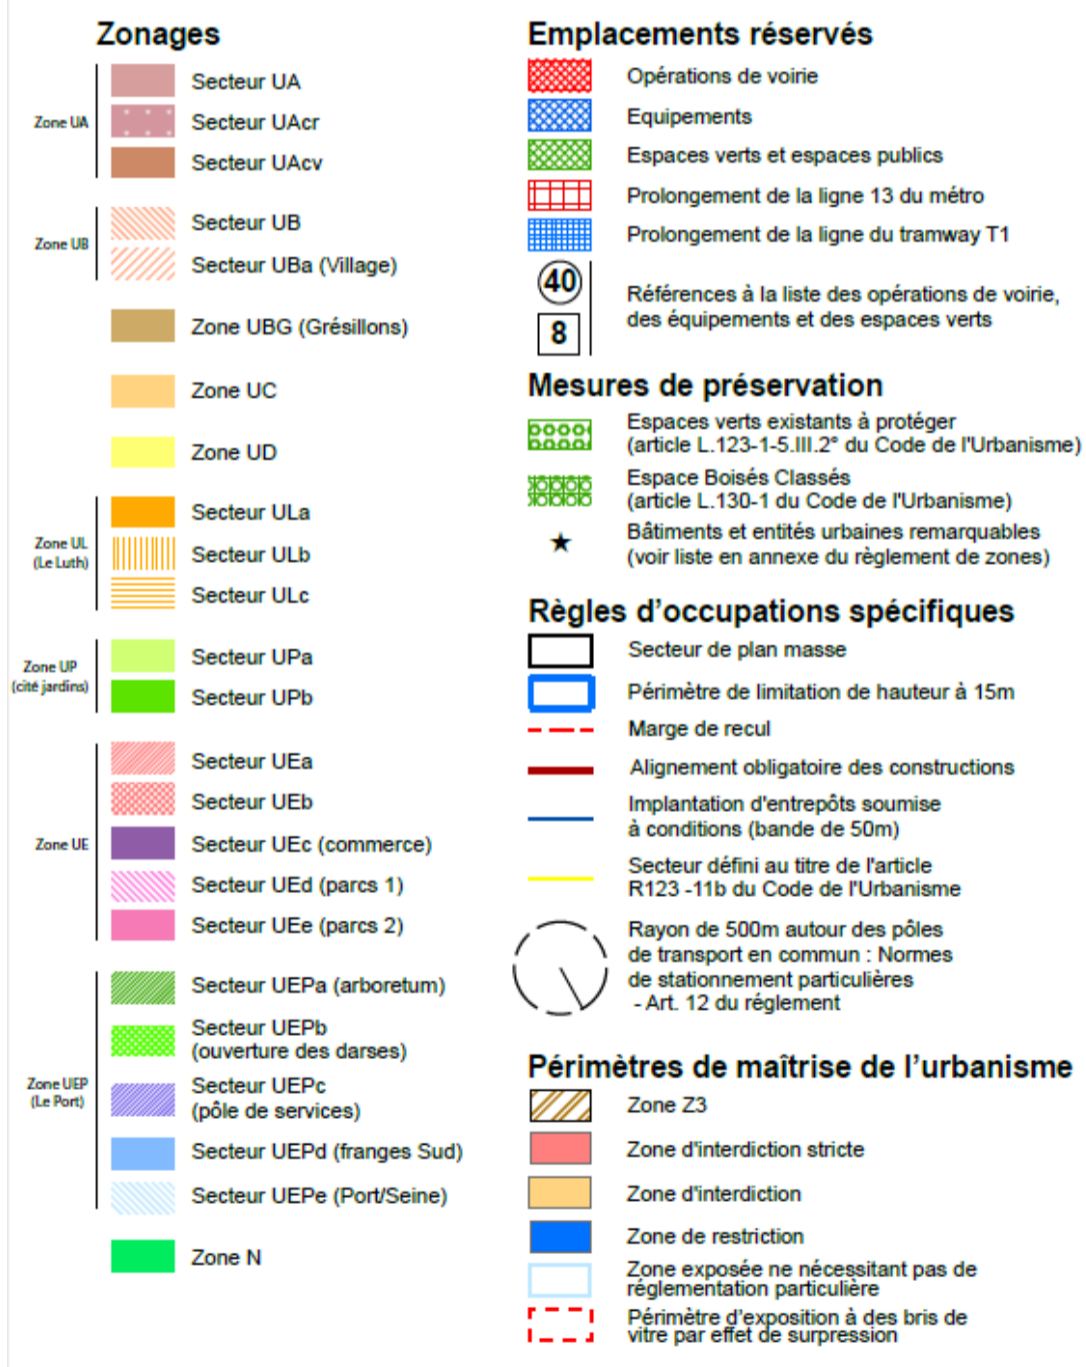 Zonages
Zone UA
Secteur UA
Secteur UAcr
Secteur UAcv
Zone UB
Secteur UB
Secteur UBa (Village)
Zone UBG (Grésillons)
Zone UC
Zone UD
Zone UL
(Le Luth)
Secteur ULa
Secteur ULb
Secteur ULc
Zone UP
(cité jardins)
Secteur UPa
Secteur UPb
Zone UE
Secteur UEa
Secteur UEb
Secteur UEc (commerce)
Secteur UEd (parcs 1)
Secteur UEe (parcs 2)
Zone UEP
(Le Port)
Secteur UEPa (arboretum)
Secteur UEPb
(ouverture des darses)
Secteur UEPc
(pôle de services)
Secteur UEPd (franges Sud)
Secteur UEPe (Port/Seine)
Zone N
Emplacements réservés
Opérations de voirie
Equipements
Espaces verts et espaces publics
Prolongement de la ligne 13 du métro
Prolongement de la ligne du tramway T1
40
8
Références à la liste des opérations de voirie,
des équipements et des espaces verts
Mesures de préservation
Espaces verts existants à protéger
(article L.123-1-5.III.2° du Code de l'Urbanisme)
Espace Boisés Classés
(article L.130-1 du Code de l'Urbanisme)
Bâtiments et entités urbaines remarquables
(voir liste en annexe du règlement de zones)
Règles d’occupations spécifiques
Secteur de plan masse
Périmètre de limitation de hauteur à 15m
Marge de recul
Alignement obligatoire des constructions
Implantation d'entrepôts soumise
à conditions (bande de 50m)
Secteur défini au titre de l'article
R123 -11b du Code de l'Urbanisme
Rayon de 500m autour des pôles
de transport en commun : Normes
de stationnement particulières
- Art. 12 du réglement
Périmètres de maîtrise de l’urbanisme
Zone Z3
Zone d'interdiction stricte
Zone d'interdiction
Zone de restriction
Zone exposée ne nécessitant pas de
réglementation particulière
Périmètre d'exposition à des bris de
vitre par effet de surpression